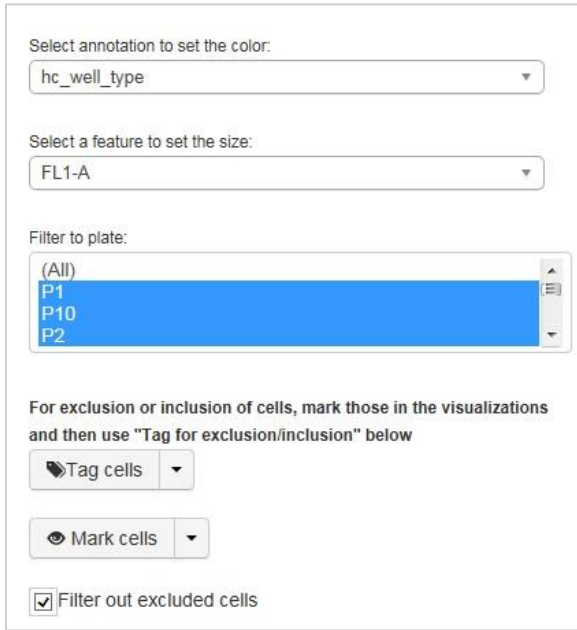 Select annotation to set the color:
hc_well_type
Select a feature to set the size:
FL1-A
Filter to plate:
(All)
P1
P10
P2
For exclusion or inclusion of cells, mark those in the visualizations
and then use "Tag for exclusion/inclusion" below
Tag cells
Mark cells
Filter out excluded cells